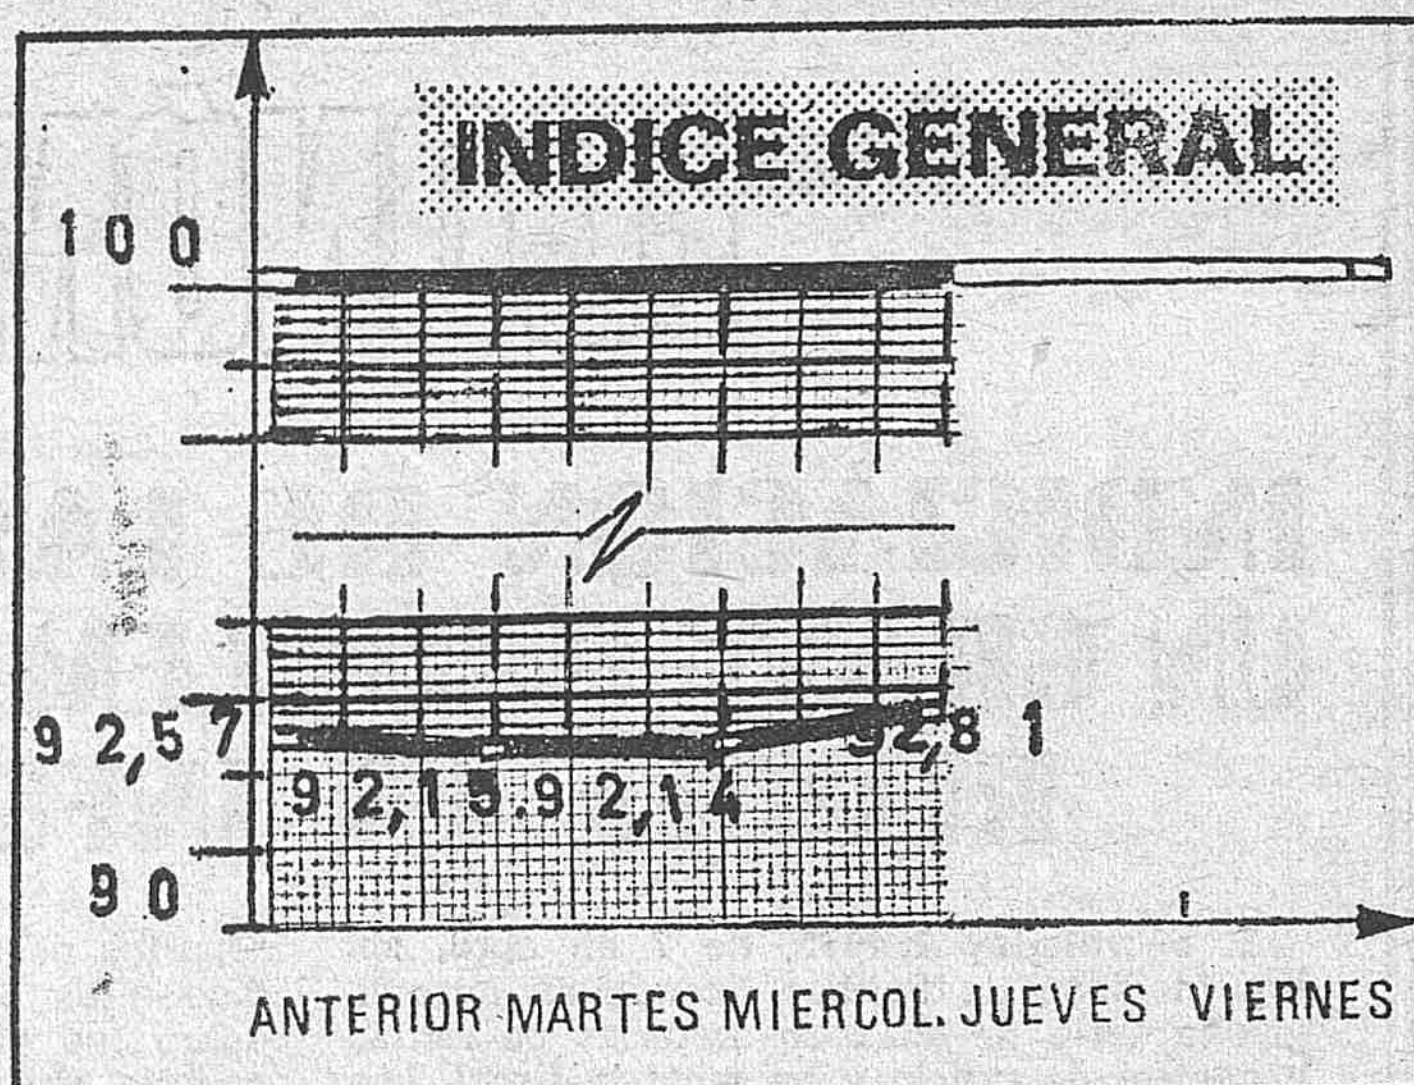 INDICE GENERAL
100
92,57
92,81
92,15.92,14
90
ANTERIOR MARTES MIERCOL. JUEVES VIERNES